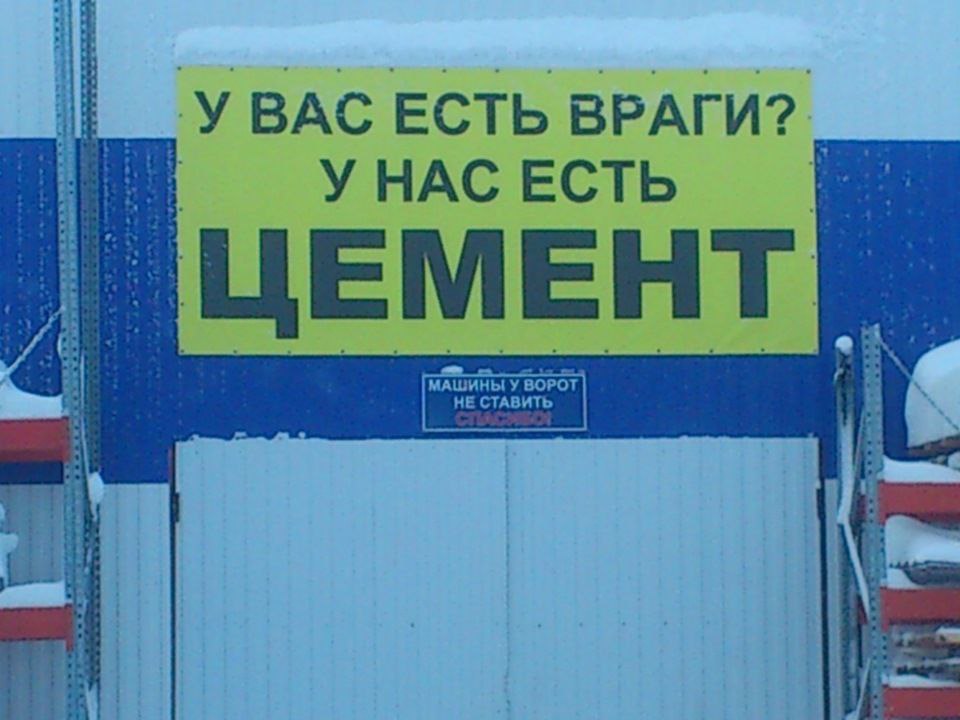 У ВАС ЕСТЬ ВРАГИ?
У НАС ЕСТЬ
ЦЕМЕНТ
МАШИНЫ У ВОРОТ
НЕ СТАВИТЬ
СПАСИБО!